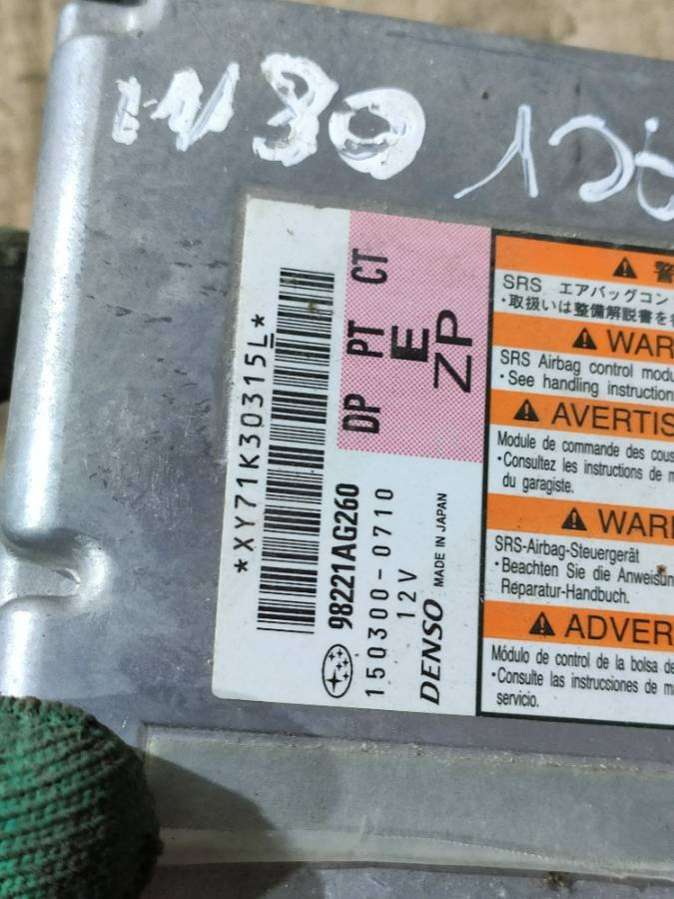 *XY71K30315L*
DP PT CT
E
ZP
98221AG260
150300-0710
12V
DENSO MADE IN JAPAN
警
SRS エアバッグコン
・取扱いは整備解説書を
WAR
SRS Airbag control modu
・See handling instruction
AVERTIS
Module de commande des cous
・Consultez les instructions de m
du garagiste.
WARN
SRS-Airbag-Steuergerät
・Beachten Sie die Anweisun
Reparatur-Handbuch.
ADVER
Módulo de control de la bolsa de
・Consulte las instrucciones de ma
servicio.